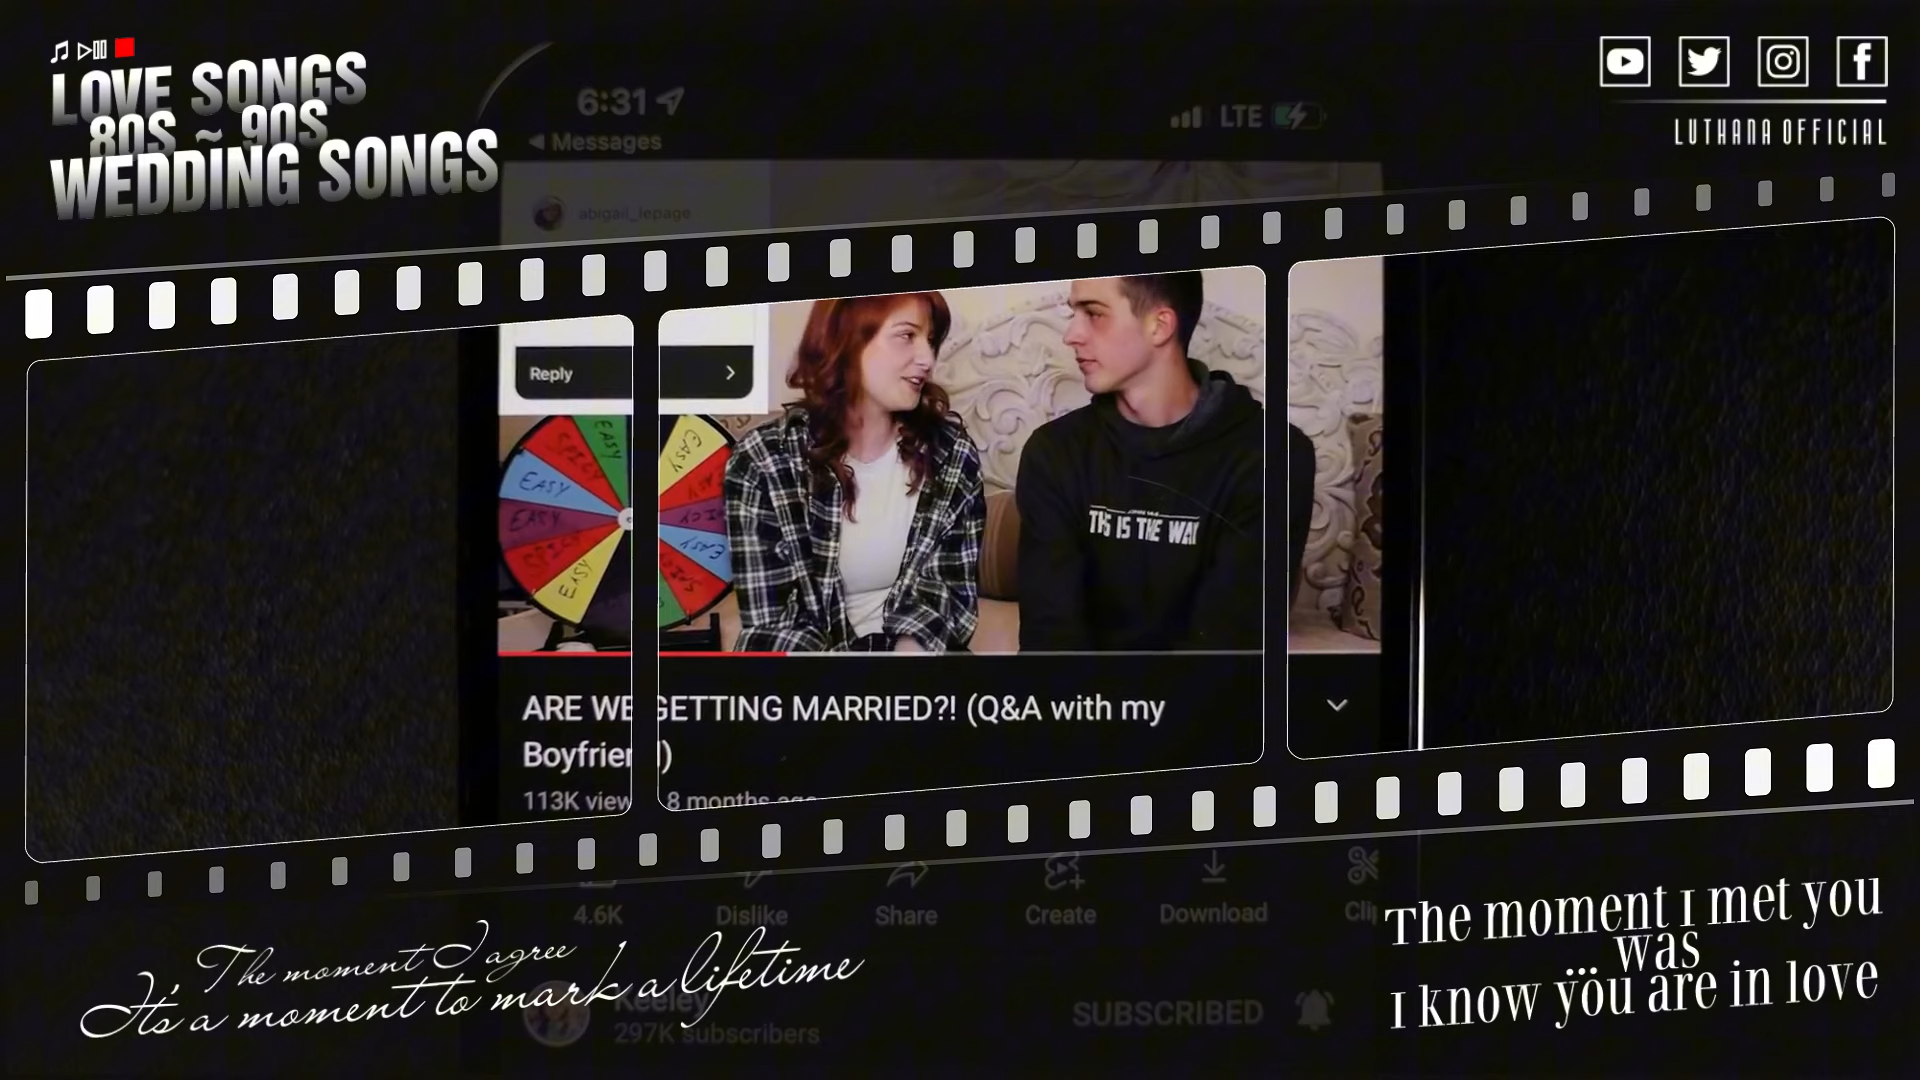 LOVE SONGS
80S ~ 90S
WEDDING SONGS
LUTHANA OFFICIAL
6:31
LTE
Messages
abigail_lepage
Reply
EASY
SPICY
EASY
EASY
SPICY
EASY
EASY
EASY
SPICY
EASY
SPICY
THIS IS THE WAY
ARE WE GETTING MARRIED?! (Q&A with my
Boyfriend)
113K view 8 months ago
4.6K
Dislike
Share
Create
Download
Clip
Keeley
297K subscribers
SUBSCRIBED
The moment I agree
It's a moment to mark a lifetime
The moment I met you
was
I know yöu are in love